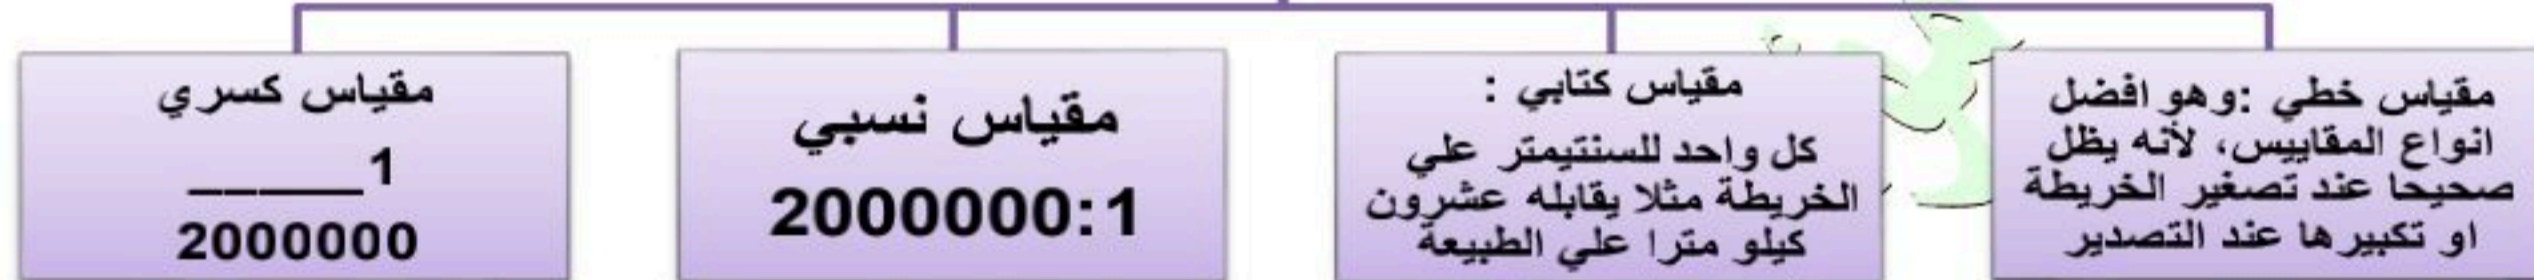 مقياس خطي :وهو افضل
انواع المقاييس، لأنه يظل
صحيحا عند تصغير الخريطة
او تكبيرها عند التصدير
مقياس كتابي :
كل واحد للسنتيمتر علي
الخريطة مثلا يقابله عشرون
كيلو مترا علي الطبيعة
مقياس نسبي
2000000:1
مقياس كسري
_____1
2000000